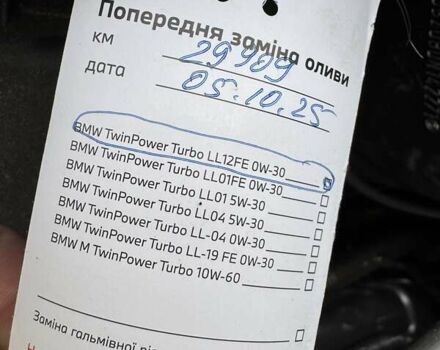 Попередня заміна оливи
км 29909
дата 05.10.25
BMW TwinPower Turbo LL12FE 0W-30
BMW TwinPower Turbo LL01FE 0W-30
BMW TwinPower Turbo LL01 5W-30
BMW TwinPower Turbo LL04 5W-30
BMW TwinPower Turbo LL-04 0W-30
BMW TwinPower Turbo LL-19 FE 0W-30
BMW M TwinPower Turbo 10W-60
Заміна гальмівної